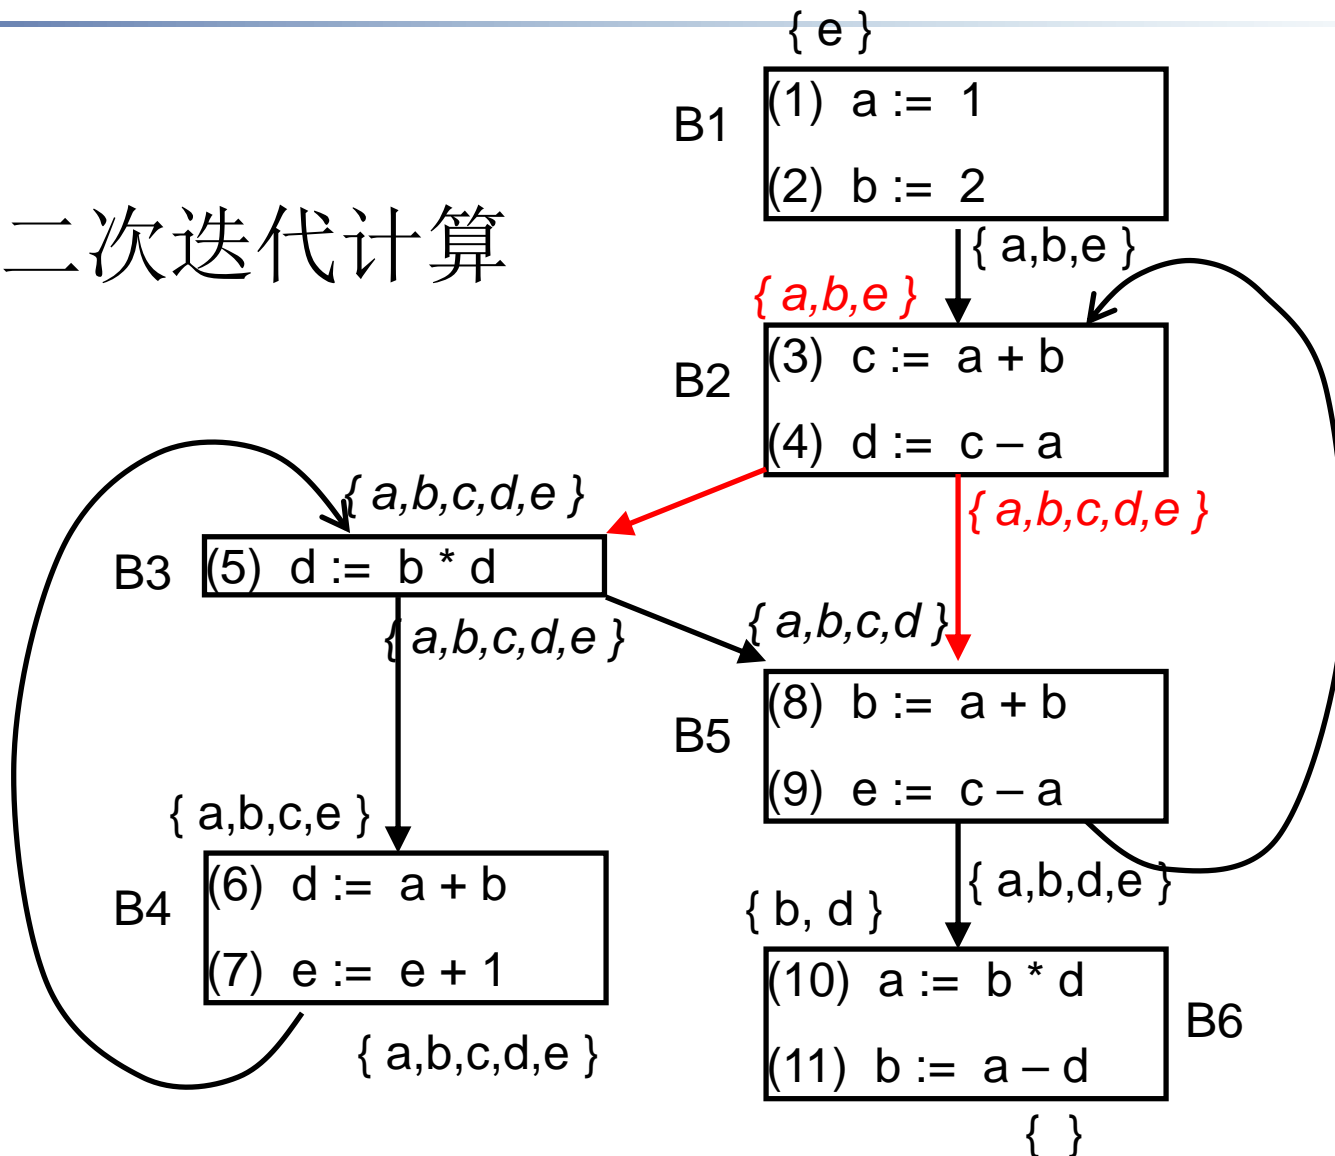 { e }
B1
(1) a := 1
(2) b := 2
二次迭代计算
{ a,b,e }
{ a,b,e }
B2
(3) c := a + b
(4) d := c – a
{ a,b,c,d,e }
{ a,b,c,d,e }
B3
(5) d := b * d
{ a,b,c,d,e }
{ a,b,c,d }
B5
(8) b := a + b
(9) e := c – a
{ a,b,c,e }
B4
(6) d := a + b
(7) e := e + 1
{ a,b,c,d,e }
{ a,b,d,e }
{ b, d }
(10) a := b * d
(11) b := a – d
B6
{ }